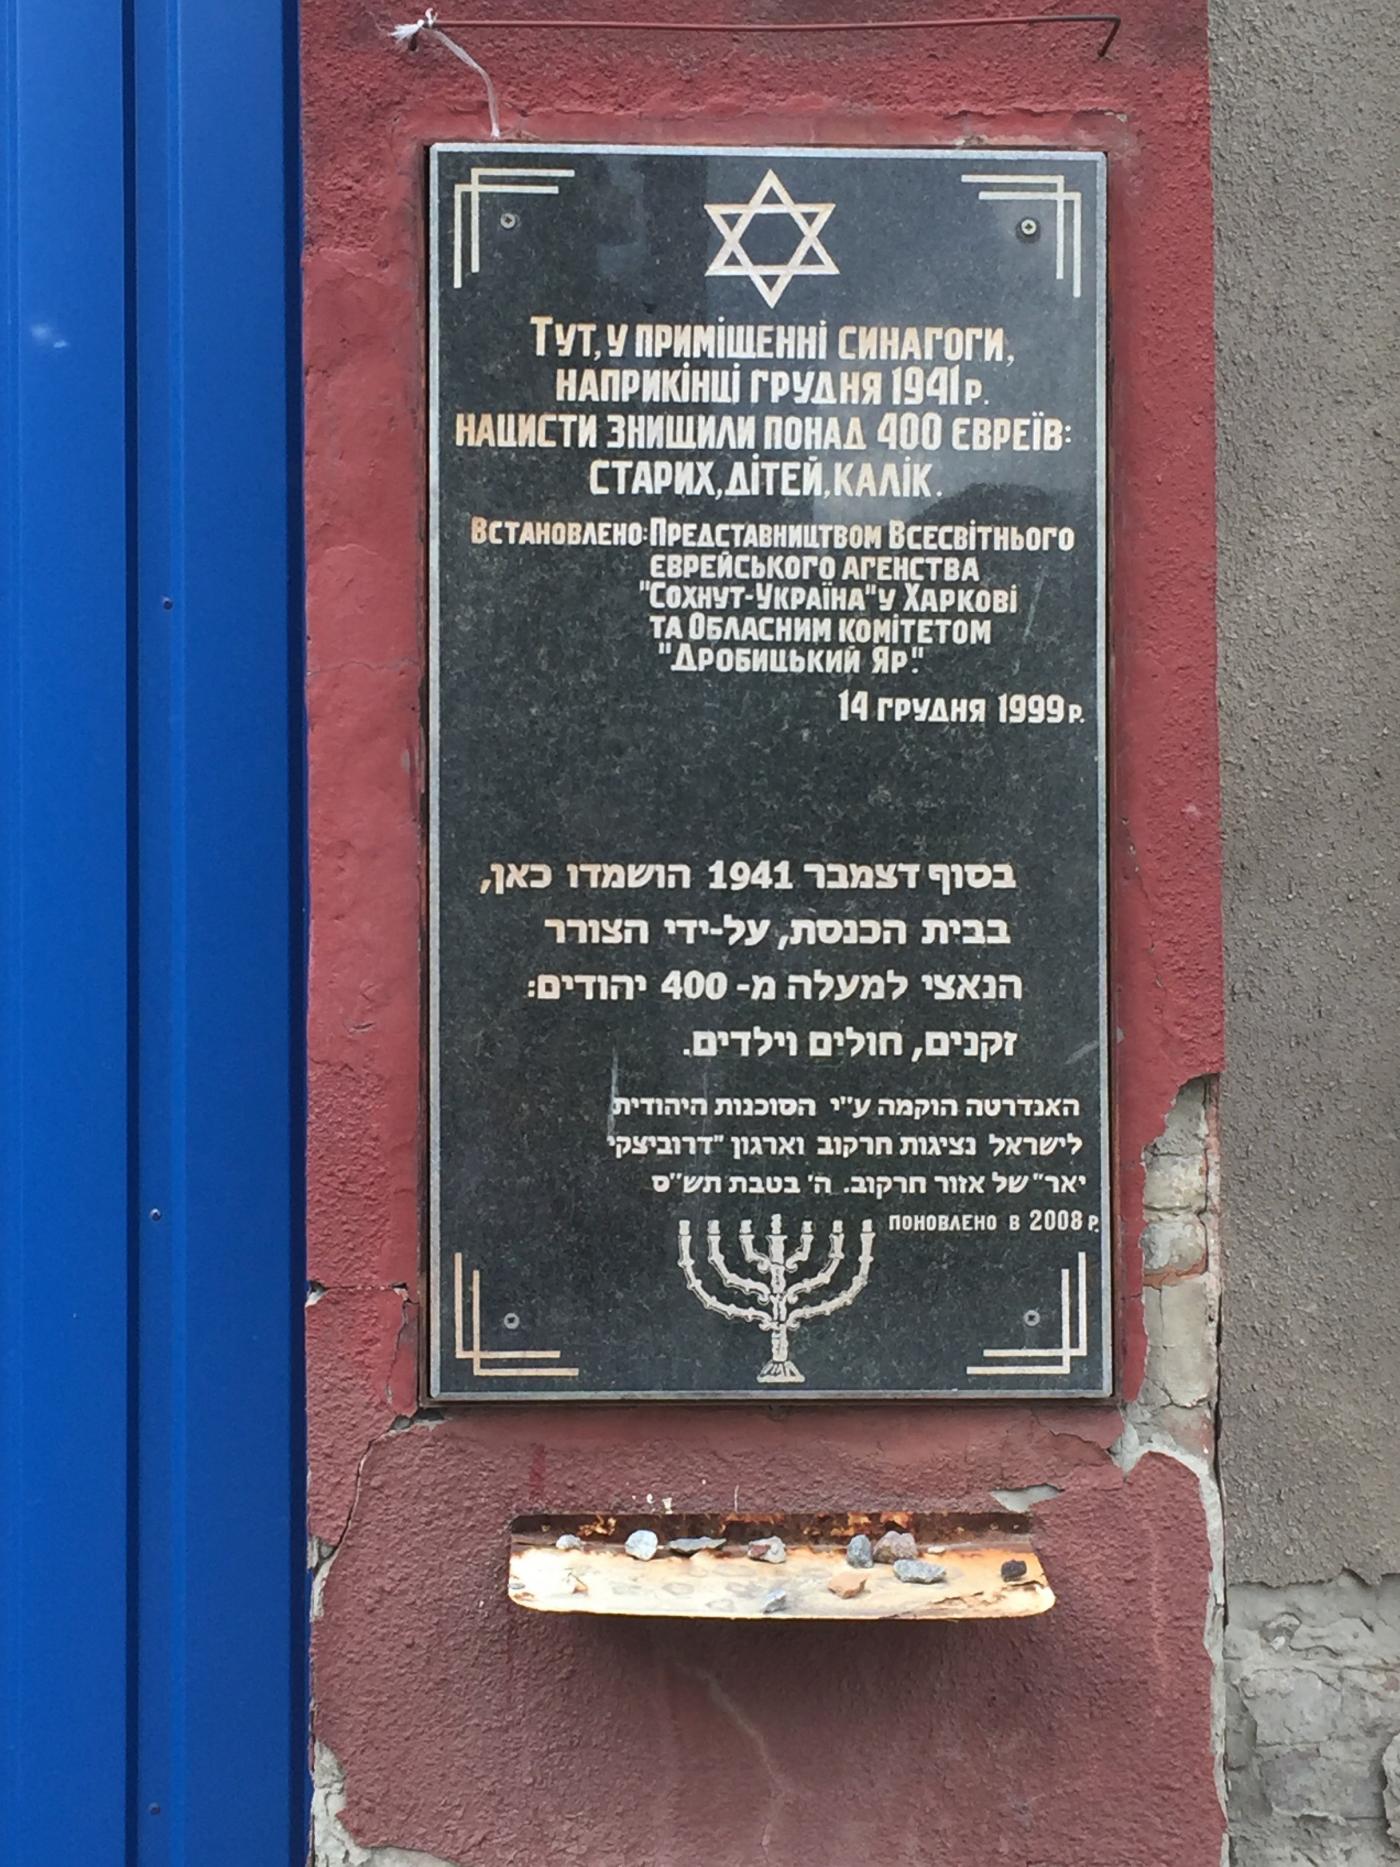 Тут, у приміщенні синагоги,
наприкінці грудня 1941 р.
нацисти знищили понад 400 євреїв:
старих, дітей, калік.
Встановлено: Представництвом Всесвітнього
єврейського агенства
"Сохнут-Україна" у Харкові
та Обласним комітетом
"Дробицький Яр".
14 грудня 1999 р.
בסוף דצמבר 1941 הושמדו כאן,
בבית הכנסת, על-ידי הצורר
הנאצי למעלה מ- 400 יהודים:
זקנים, חולים וילדים.
האנדרטה הוקמה ע"י הסוכנות היהודית
לישראל נציגות חרקוב וארגון "דרוביצקי
יאר" של אזור חרקוב. ה' בטבת תש"ס
поновлено в 2008 р.